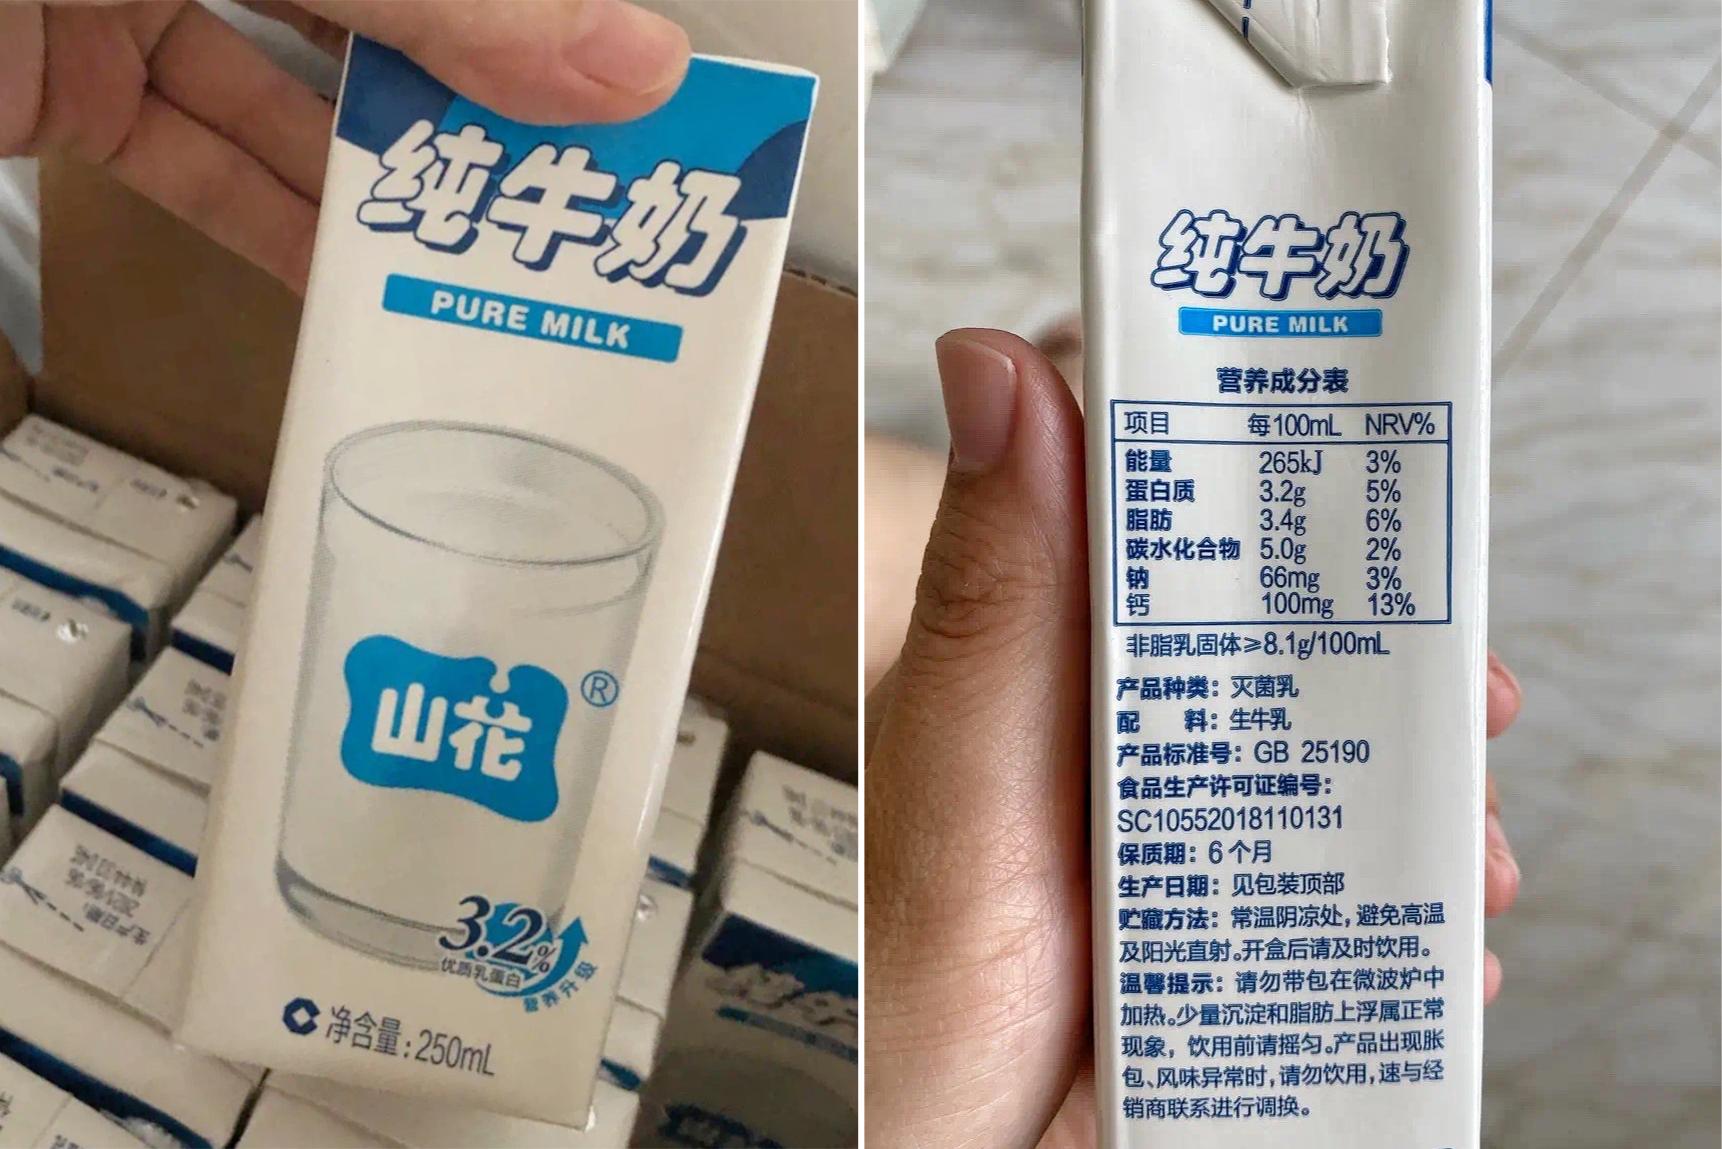 纯牛奶
PURE MILK
山花®
3.2%
优质乳蛋白
营养升级
净含量:250mL
纯牛奶
PURE MILK
营养成分表
项目 每100mL NRV%
能量 265kJ 3%
蛋白质 3.2g 5%
脂肪 3.4g 6%
碳水化合物 5.0g 2%
钠 66mg 3%
钙 100mg 13%
非脂乳固体≥8.1g/100mL
产品种类：灭菌乳
配 料：生牛乳
产品标准号：GB 25190
食品生产许可证编号：
SC10552018110131
保质期：6个月
生产日期：见包装顶部
贮藏方法：常温阴凉处，避免高温
及阳光直射。开盒后请及时饮用。
温馨提示：请勿带包在微波炉中
加热。少量沉淀和脂肪上浮属正常
现象，饮用前请摇匀。产品出现胀
包、风味异常时，请勿饮用，速与经
销商联系进行调换。